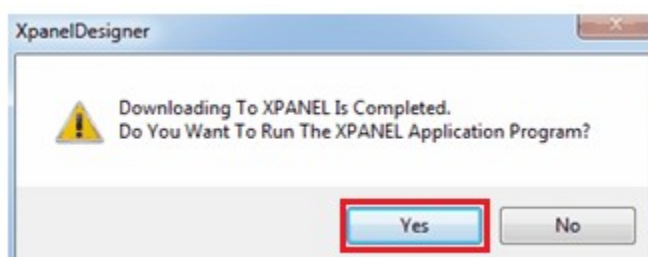 XpanelDesigner
Downloading To XPANEL Is Completed.
Do You Want To Run The XPANEL Application Program?
Yes
No